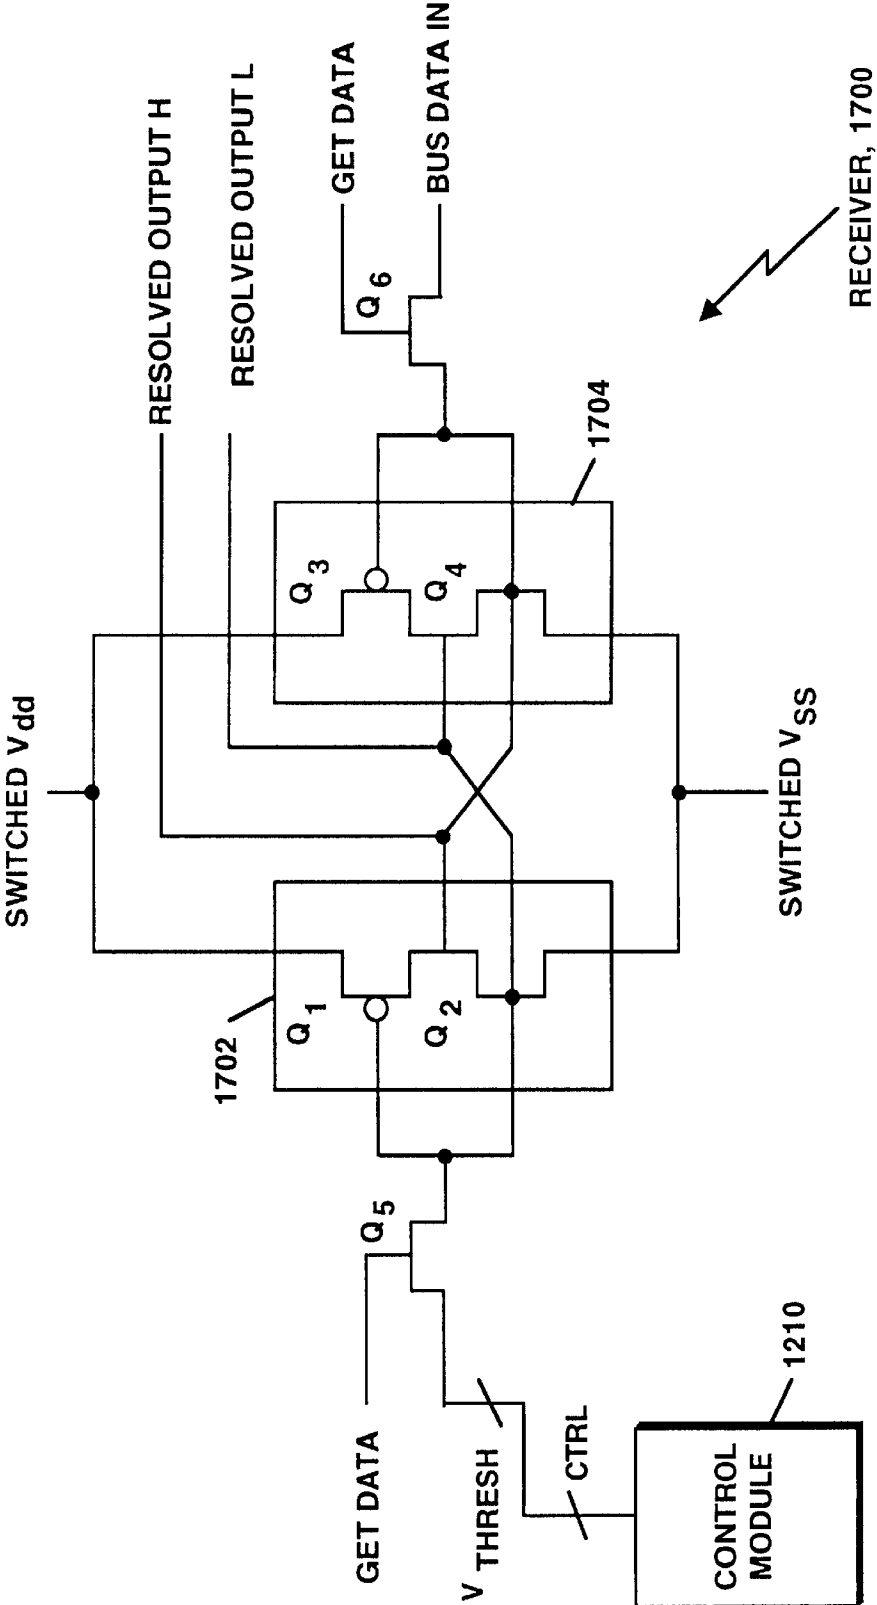 SWITCHED Vdd
RESOLVED OUTPUT H
RESOLVED OUTPUT L
GET DATA
BUS DATA IN
Q6
1704
Q3
Q4
1702
Q1
Q2
Q5
GET DATA
V THRESH
CTRL
CONTROL
MODULE
1210
SWITCHED VSS
RECEIVER, 1700